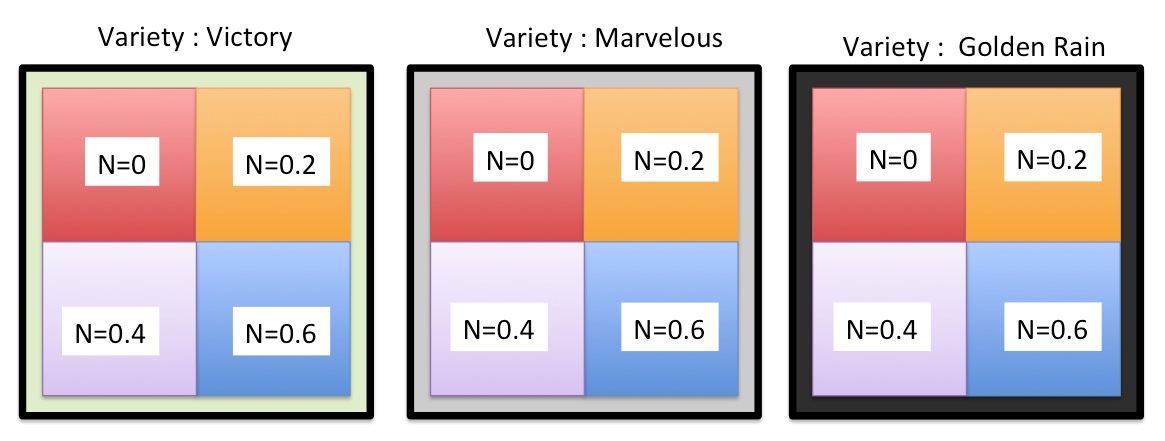 Variety : Victory
Variety : Marvelous
Variety :  Golden Rain
N=0
N=0.2
N=0.4
N=0.6
N=0
N=0.2
N=0.4
N=0.6
N=0
N=0.2
N=0.4
N=0.6